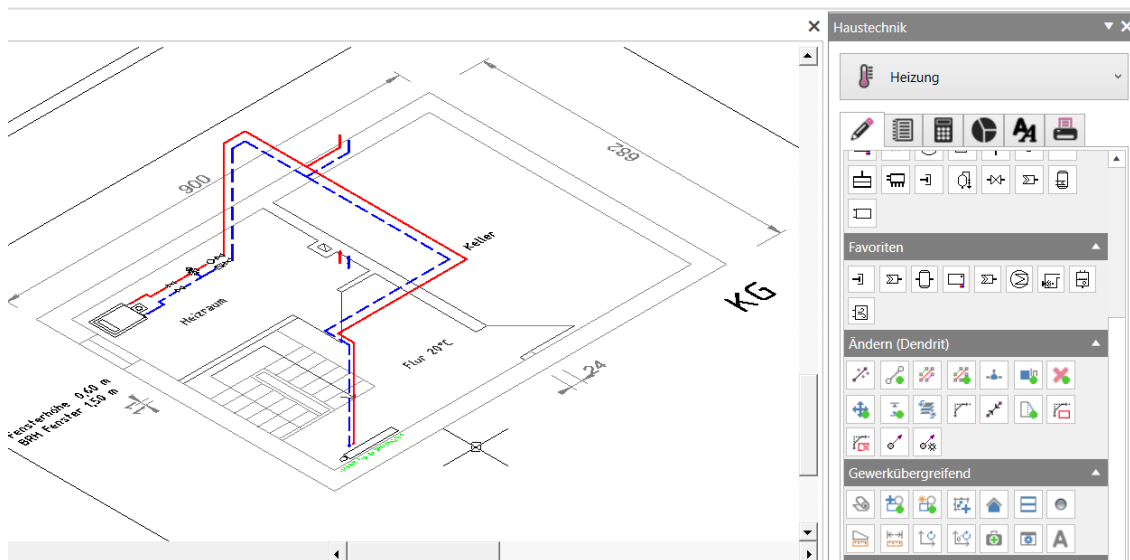 Haustechnik
Heizung
900
289
Keller
KG
Heizraum
Flur 20°C
24
Fensterhöhe 0,60 m
BRH Fenster 1,50 m
Favoriten
Ändern (Dendrit)
Gewerkübergreifend